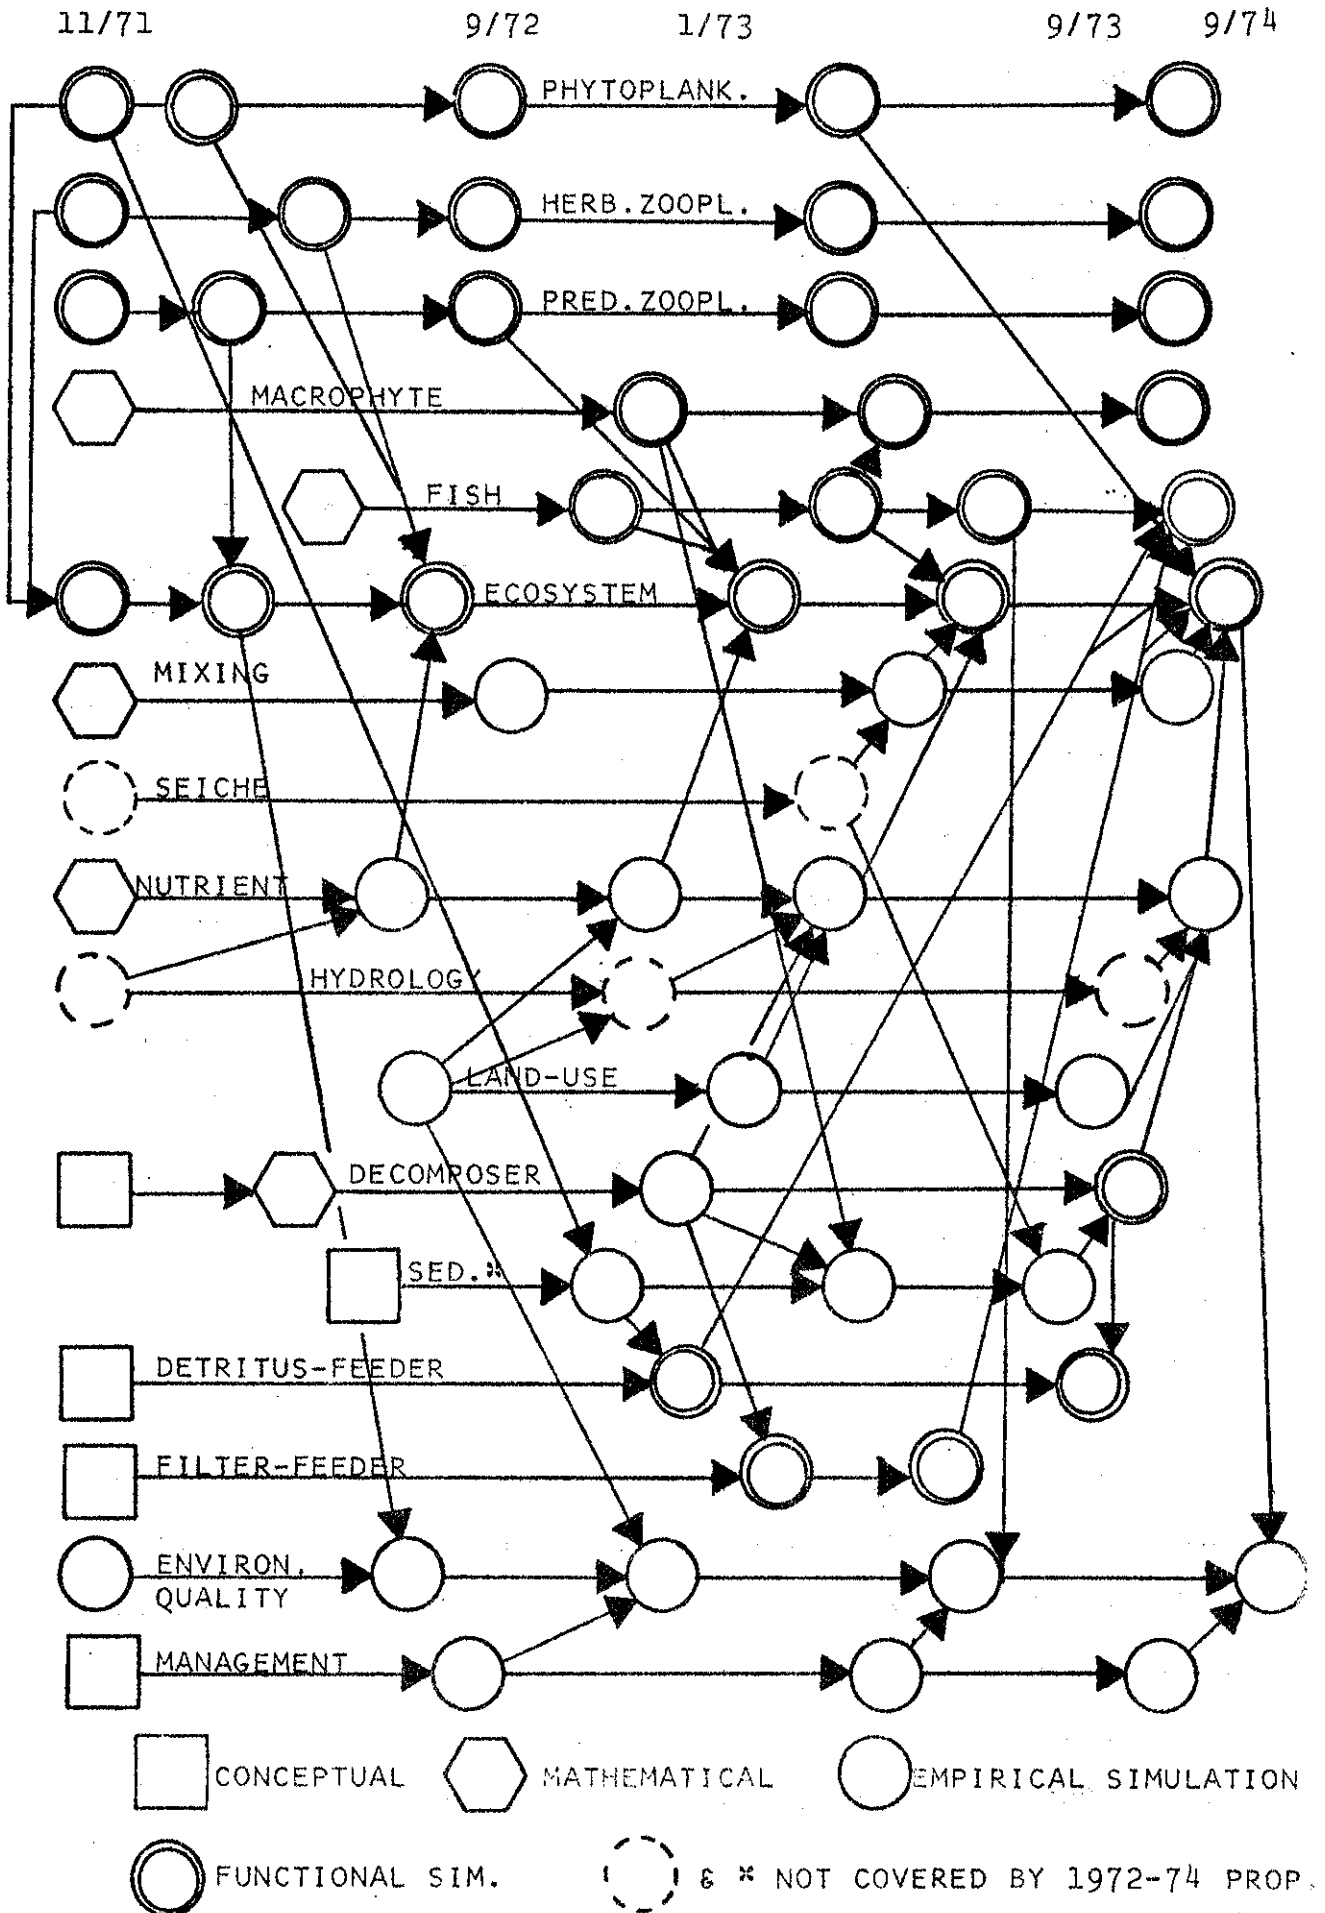 11/71 9/72 1/73 9/73 9/74
PHYTOPLANK.
HERB.ZOOPL.
PRED.ZOOPL.
MACROPHYTE
FISH
ECOSYSTEM
MIXING
SEICHE
NUTRIENT
HYDROLOGY
LAND-USE
DECOMPOSER
SED.*
DETRITUS-FEEDER
FILTER-FEEDER
ENVIRON.
QUALITY
MANAGEMENT
CONCEPTUAL MATHEMATICAL EMPIRICAL SIMULATION
FUNCTIONAL SIM. & * NOT COVERED BY 1972-74 PROP.